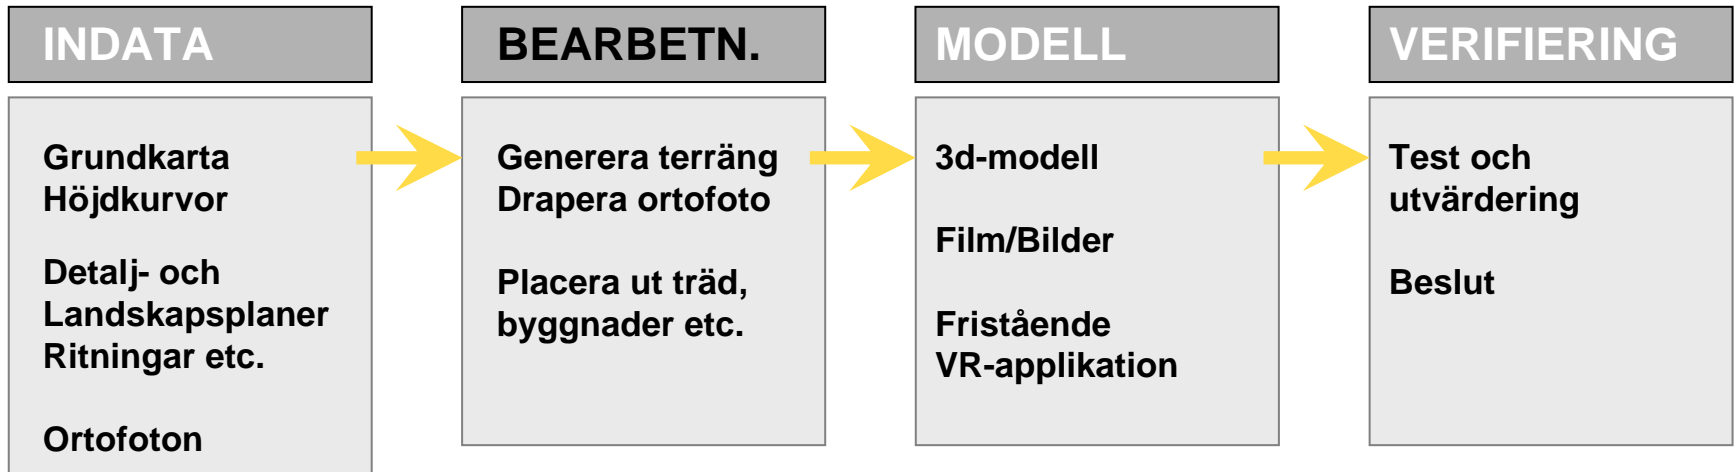 INDATA
Grundkarta
Höjdkurvor
Detalj- och
Landskapsplaner
Ritningar etc.
Ortofoton
BEARBETN.
Generera terräng
Drapera ortofoto
Placera ut träd,
byggnader etc.
MODELL
3d-modell
Film/Bilder
Fristående
VR-applikation
VERIFIERING
Test och
utvärdering
Beslut